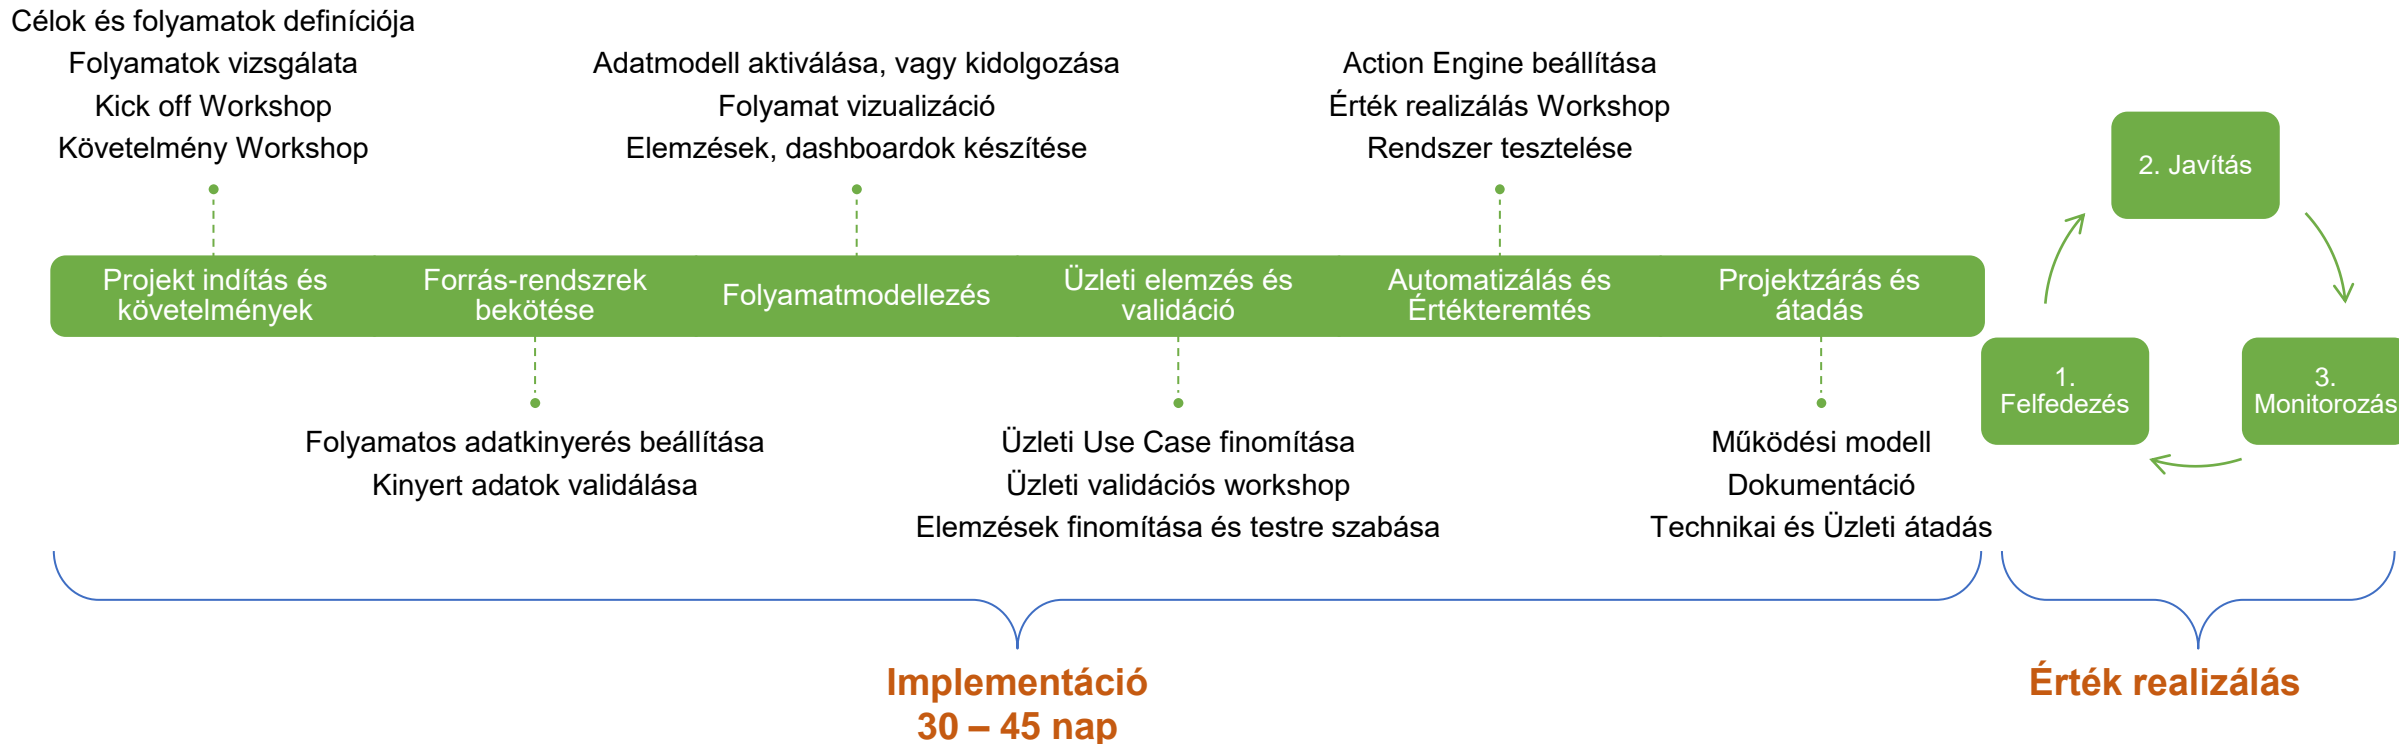 Célok és folyamatok definíciója
Folyamatok vizsgálata
Kick off Workshop
Követelmény Workshop
Adatmodell aktiválása, vagy kidolgozása
Folyamat vizualizáció
Elemzések, dashboardok készítése
Action Engine beállítása
Érték realizálás Workshop
Rendszer tesztelése
Projekt indítás és
követelmények
Forrás-rendszrek
bekötése
Folyamatmodellezés
Üzleti elemzés és
validáció
Automatizálás és
Értékteremtés
Projektzárás és
átadás
Folyamatos adatkinyerés beállítása
Kinyert adatok validálása
Üzleti Use Case finomítása
Üzleti validációs workshop
Elemzések finomítása és testre szabása
Működési modell
Dokumentáció
Technikai és Üzleti átadás
1.
Felfedezés
2. Javítás
3.
Monitorozás
Implementáció
30 – 45 nap
Érték realizálás